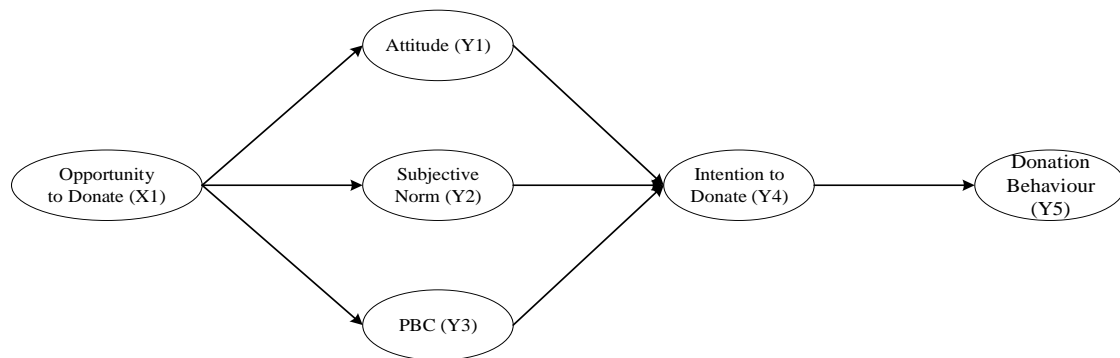 Attitude (Y1)
Opportunity
to Donate (X1)
Subjective
Norm (Y2)
Intention to
Donate (Y4)
Donation
Behaviour
(Y5)
PBC (Y3)